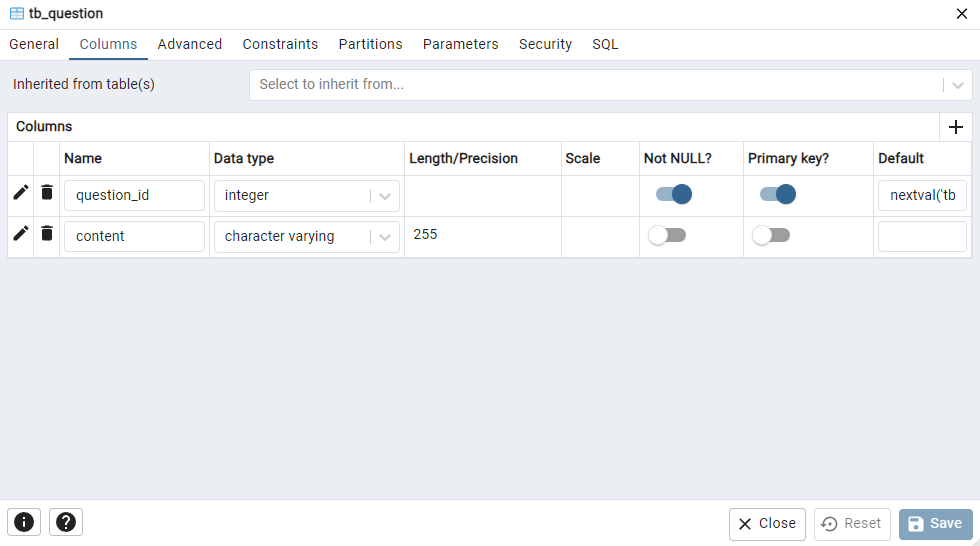 tb_question
General Columns Advanced Constraints Partitions Parameters Security SQL
Inherited from table(s) Select to inherit from...
Columns
Name Data type Length/Precision Scale Not NULL? Primary key? Default
question_id integer nextval('tb
content character varying 255
Close Reset Save